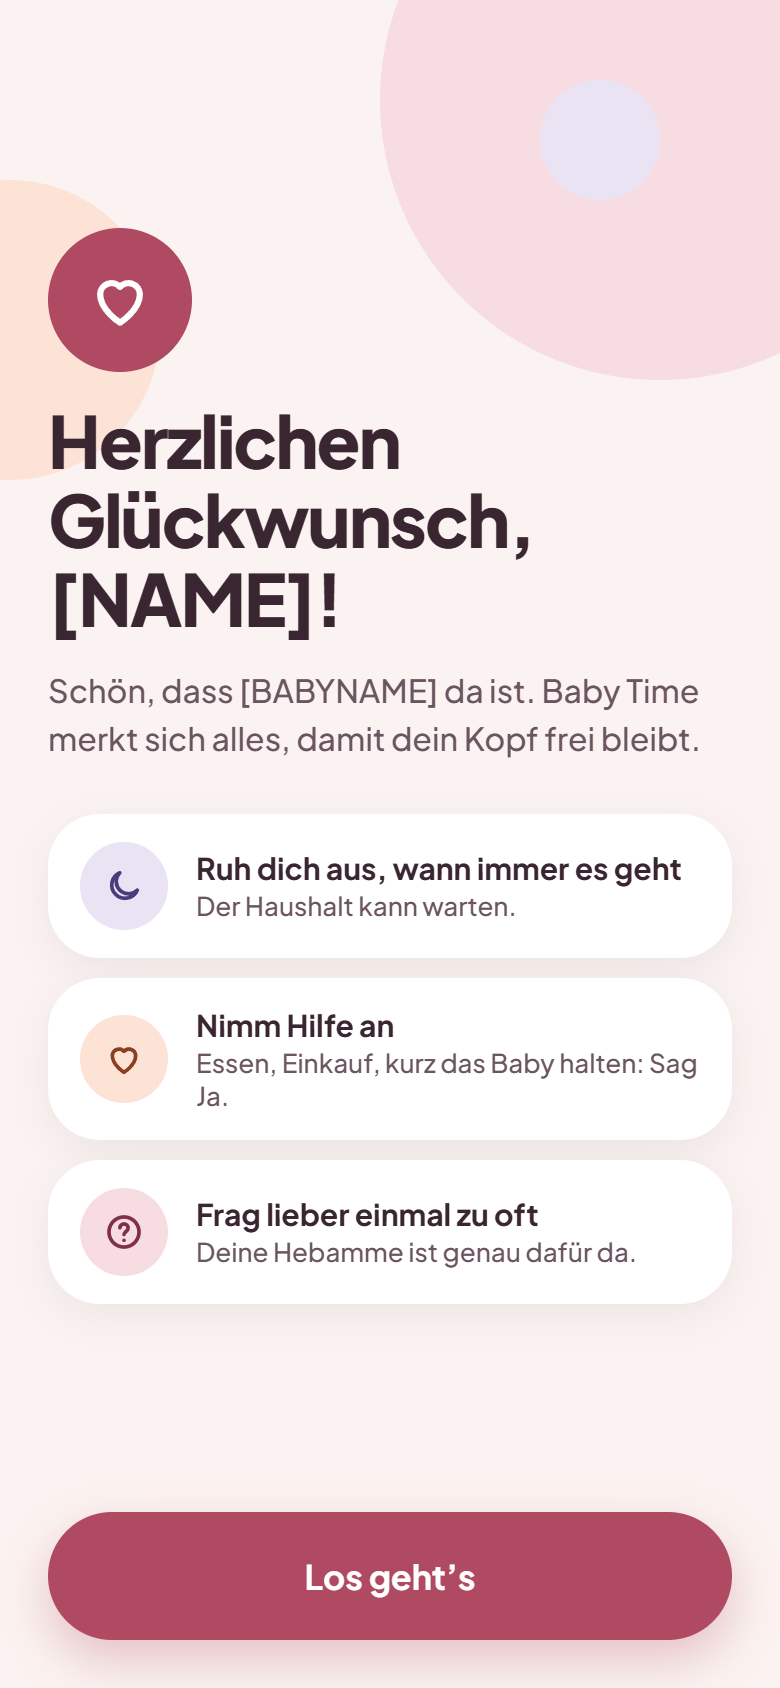 Herzlichen
Glückwunsch,
[NAME]!
Schön, dass [BABYNAME] da ist. Baby Time
merkt sich alles, damit dein Kopf frei bleibt.
Ruh dich aus, wann immer es geht
Der Haushalt kann warten.
Nimm Hilfe an
Essen, Einkauf, kurz das Baby halten: Sag
Ja.
Frag lieber einmal zu oft
Deine Hebamme ist genau dafür da.
Los geht’s